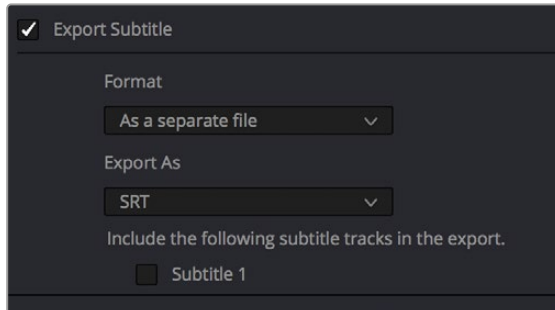 Export Subtitle
Format
As a separate file
Export As
SRT
Include the following subtitle tracks in the export.
Subtitle 1